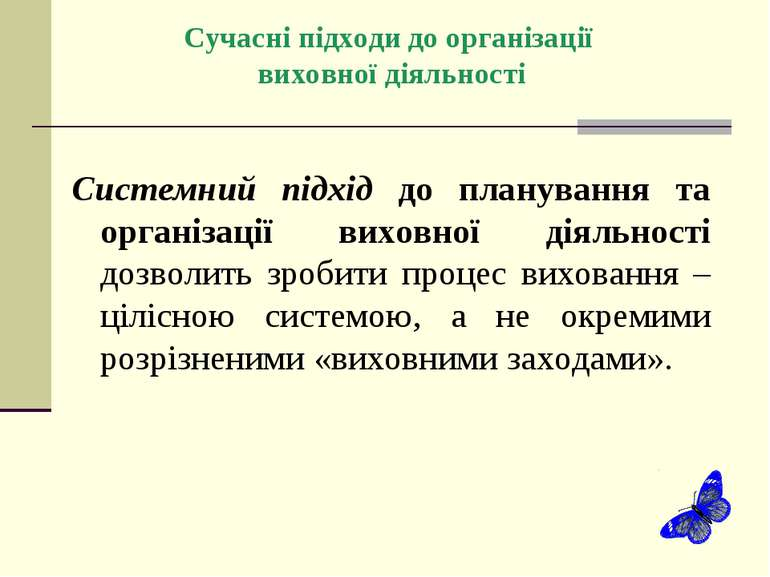 Сучасні підходи до організації
виховної діяльності
Системний підхід до планування та
організації виховної діяльності
дозволить зробити процес виховання –
цілісною системою, а не окремими
розрізненими «виховними заходами».